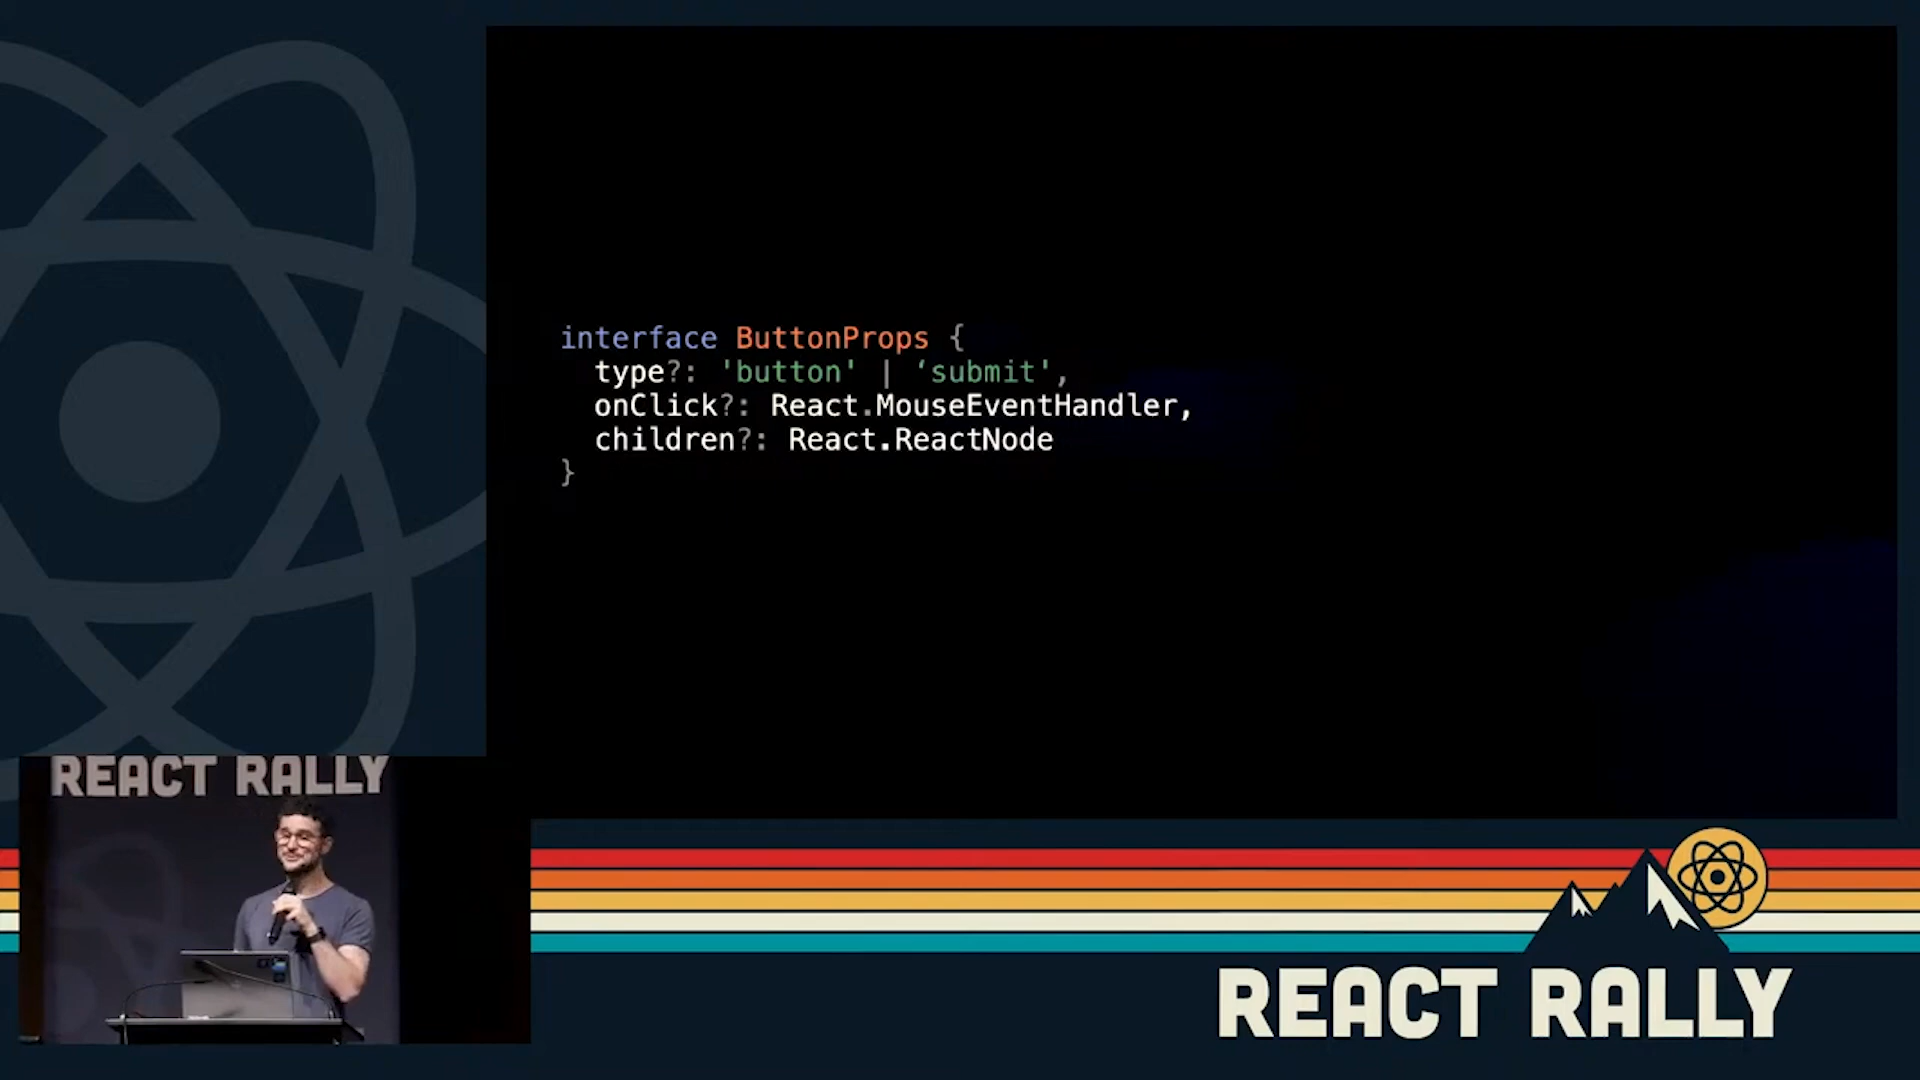 interface ButtonProps {
  type?: 'button' | ‘submit',
  onClick?: React.MouseEventHandler,
  children?: React.ReactNode
}
REACT RALLY
REACT RALLY